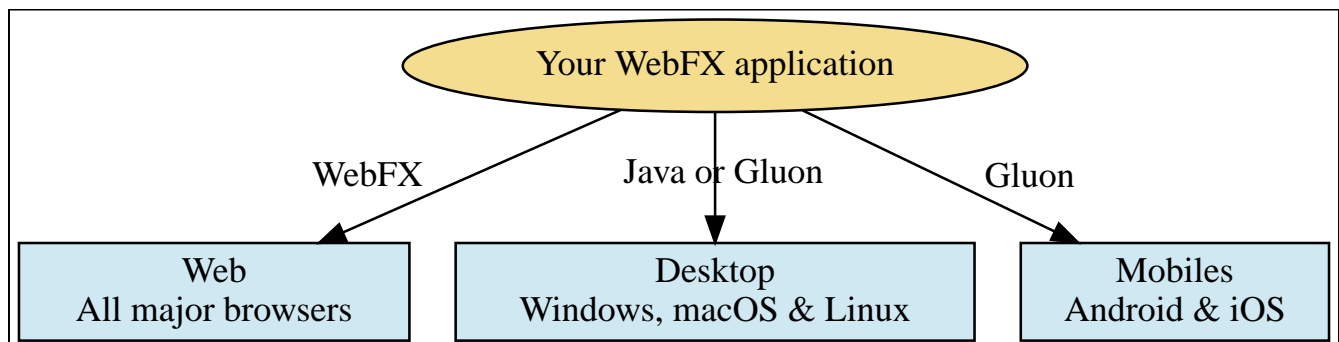 Your WebFX application
WebFX
Java or Gluon
Gluon
Web
All major browsers
Desktop
Windows, macOS & Linux
Mobiles
Android & iOS